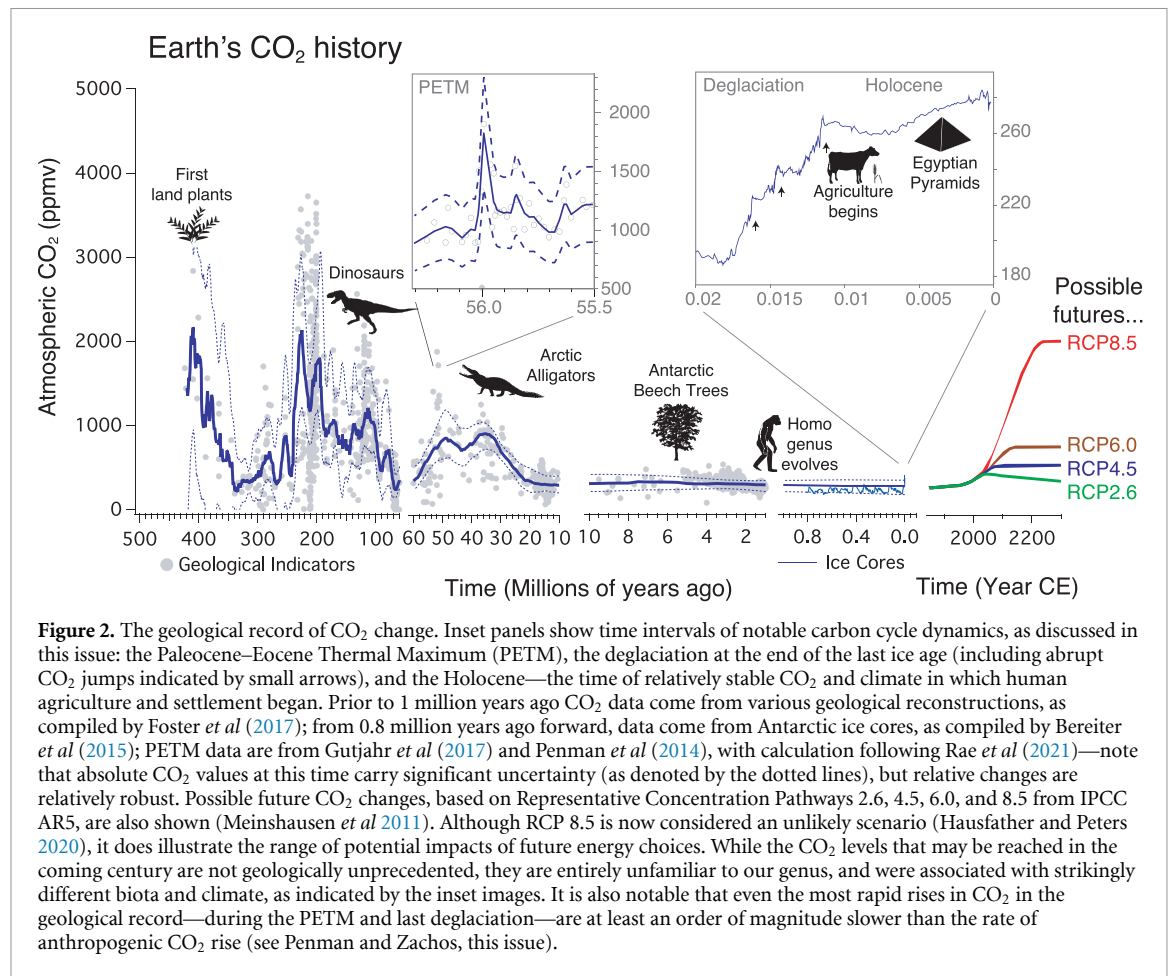 Earth's CO₂ history
5000
4000
3000
2000
1000
0
Atmospheric CO₂ (ppmv)
First
land plants
Dinosaurs
PETM
2000
1500
1000
500
56.0
55.5
Arctic
Alligators
Deglaciation
Holocene
260
220
180
Agriculture
begins
Egyptian
Pyramids
0.02
0.015
0.01
0.005
0
Antarctic
Beech Trees
Homo
genus
evolves
Possible
futures...
RCP8.5
RCP6.0
RCP4.5
RCP2.6
500 400 300 200 100
60 50 40 30 20 10
10 8 6 4 2
0.8 0.4 0.0
2000 2200
Geological Indicators
Ice Cores
Time (Millions of years ago)
Time (Year CE)
Figure 2. The geological record of CO₂ change. Inset panels show time intervals of notable carbon cycle dynamics, as discussed in
this issue: the Paleocene–Eocene Thermal Maximum (PETM), the deglaciation at the end of the last ice age (including abrupt
CO₂ jumps indicated by small arrows), and the Holocene—the time of relatively stable CO₂ and climate in which human
agriculture and settlement began. Prior to 1 million years ago CO₂ data come from various geological reconstructions, as
compiled by Foster et al (2017); from 0.8 million years ago forward, data come from Antarctic ice cores, as compiled by Bereiter
et al (2015); PETM data are from Gutjahr et al (2017) and Penman et al (2014), with calculation following Rae et al (2021)—note
that absolute CO₂ values at this time carry significant uncertainty (as denoted by the dotted lines), but relative changes are
relatively robust. Possible future CO₂ changes, based on Representative Concentration Pathways 2.6, 4.5, 6.0, and 8.5 from IPCC
AR5, are also shown (Meinshausen et al 2011). Although RCP 8.5 is now considered an unlikely scenario (Hausfather and Peters
2020), it does illustrate the range of potential impacts of future energy choices. While the CO₂ levels that may be reached in the
coming century are not geologically unprecedented, they are entirely unfamiliar to our genus, and were associated with strikingly
different biota and climate, as indicated by the inset images. It is also notable that even the most rapid rises in CO₂ in the
geological record—during the PETM and last deglaciation—are at least an order of magnitude slower than the rate of
anthropogenic CO₂ rise (see Penman and Zachos, this issue).